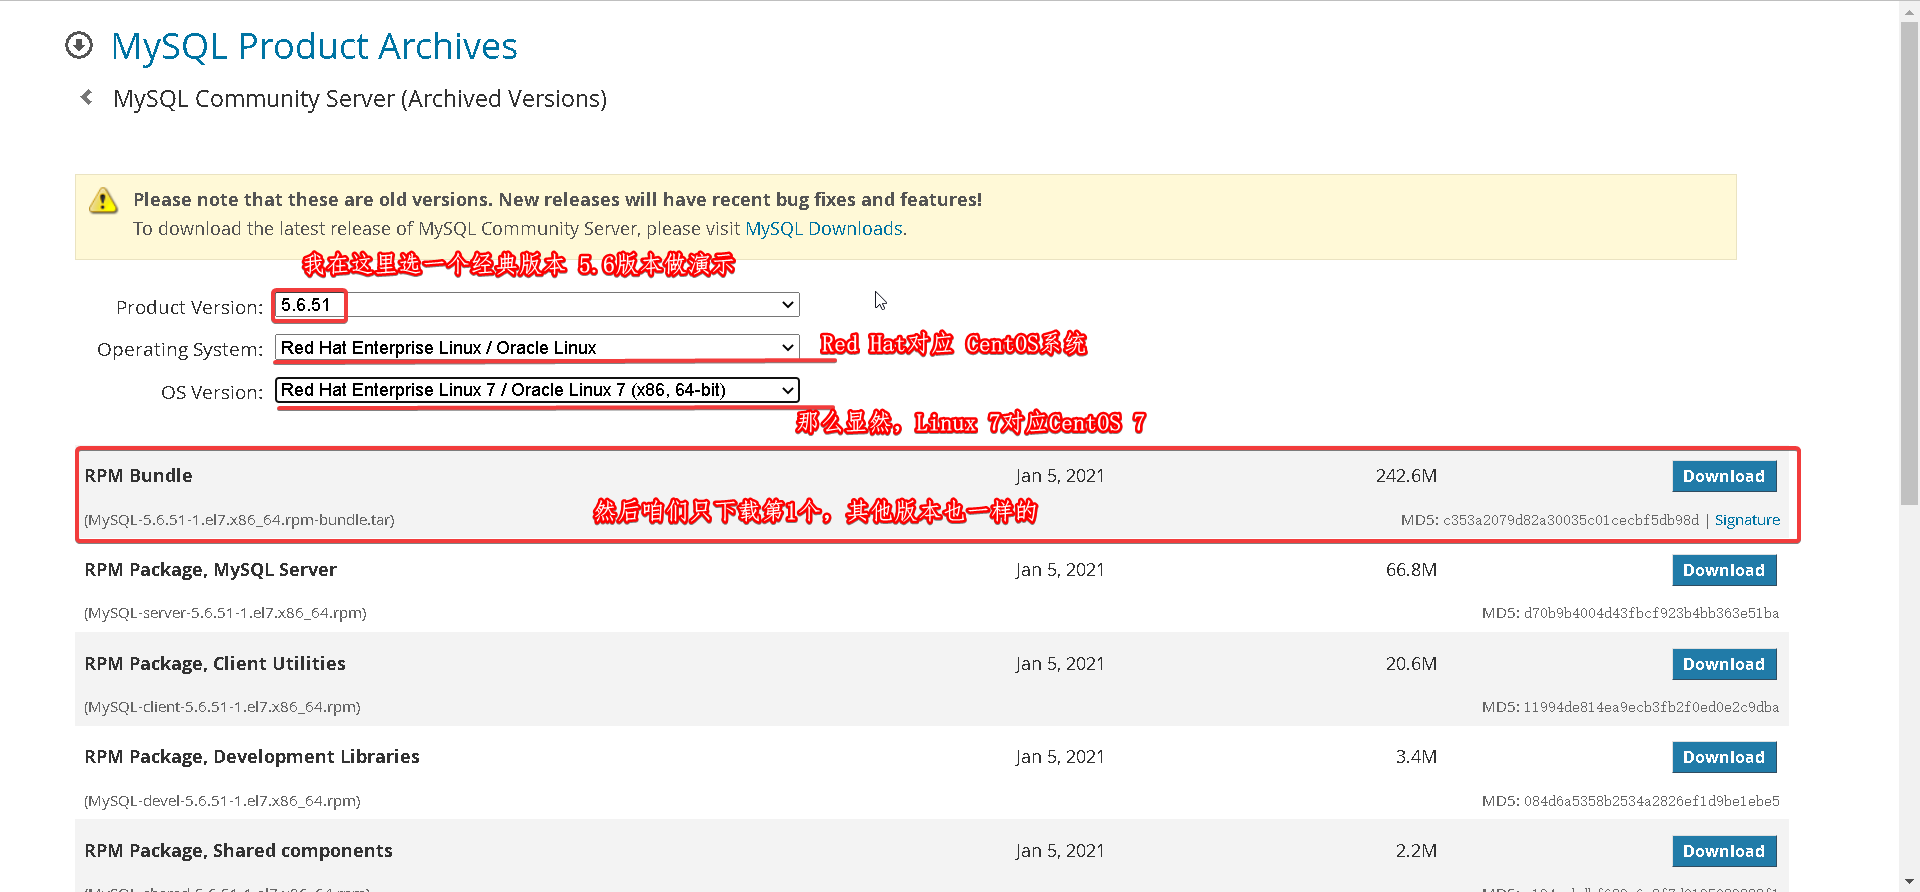 MySQL Product Archives
MySQL Community Server (Archived Versions)
Please note that these are old versions. New releases will have recent bug fixes and features!
To download the latest release of MySQL Community Server, please visit MySQL Downloads.
我在这里选一个经典版本 5.6版本做演示
Product Version: 5.6.51
Operating System: Red Hat Enterprise Linux / Oracle Linux
Red Hat对应 CentOS系统
OS Version: Red Hat Enterprise Linux 7 / Oracle Linux 7 (x86, 64-bit)
那么显然，Linux 7对应CentOS 7
RPM Bundle Jan 5, 2021 242.6M Download
然后咱们只下载第1个，其他版本也一样的
(MySQL-5.6.51-1.el7.x86_64.rpm-bundle.tar) MD5: c353a2079d82a30035c01cecbf5db98d | Signature
RPM Package, MySQL Server Jan 5, 2021 66.8M Download
(MySQL-server-5.6.51-1.el7.x86_64.rpm) MD5: d70b9b4004d43fbcf923b4bb363e51ba
RPM Package, Client Utilities Jan 5, 2021 20.6M Download
(MySQL-client-5.6.51-1.el7.x86_64.rpm) MD5: 11994de814ea9ecb3fb2f0ed0e2c9dba
RPM Package, Development Libraries Jan 5, 2021 3.4M Download
(MySQL-devel-5.6.51-1.el7.x86_64.rpm) MD5: 084d6a5358b2534a2826ef1d9be1ebe5
RPM Package, Shared components Jan 5, 2021 2.2M Download